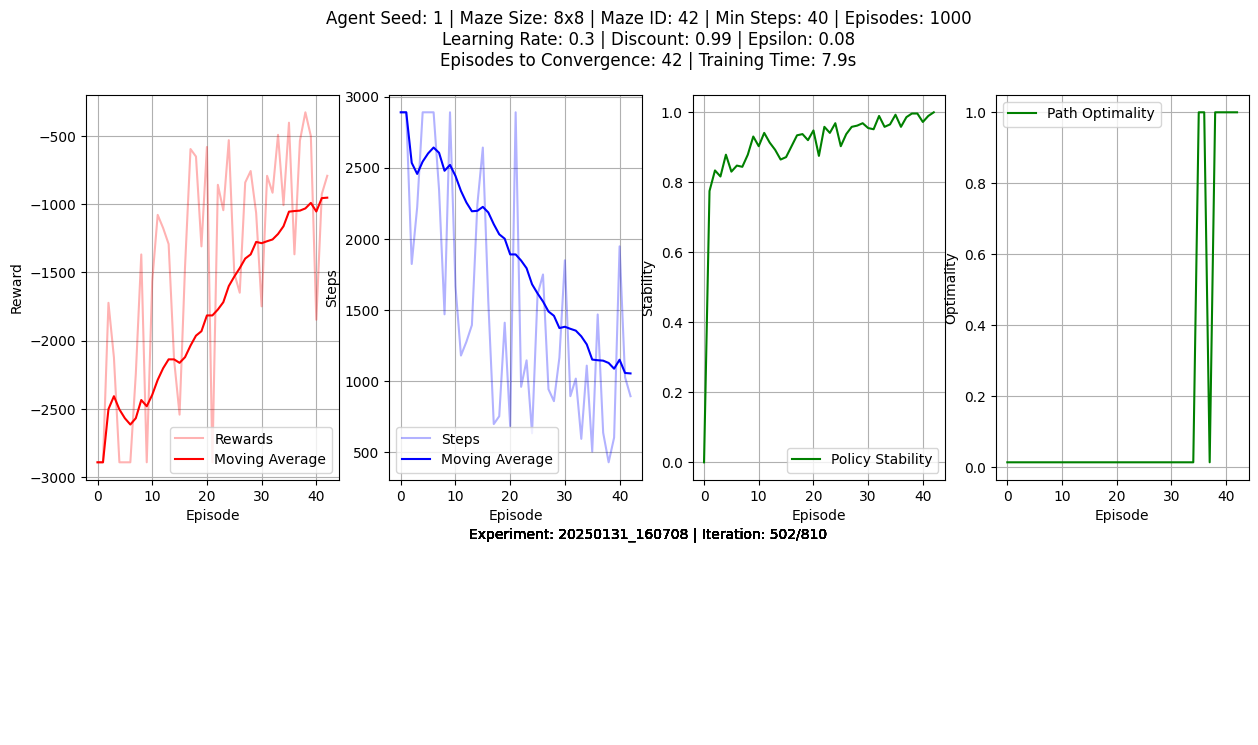 Agent Seed: 1 | Maze Size: 8x8 | Maze ID: 42 | Min Steps: 40 | Episodes: 1000
Learning Rate: 0.3 | Discount: 0.99 | Epsilon: 0.08
Episodes to Convergence: 42 | Training Time: 7.9s
Reward
−500
−1000
−1500
−2000
−2500
−3000
Rewards
Moving Average
0 10 20 30 40
Episode
Steps
3000
2500
2000
1500
1000
500
Steps
Moving Average
0 10 20 30 40
Episode
Stability
1.0
0.8
0.6
0.4
0.2
0.0
Policy Stability
0 10 20 30 40
Episode
Optimality
1.0
0.8
0.6
0.4
0.2
0.0
Path Optimality
0 10 20 30 40
Episode
Experiment: 20250131_160708 | Iteration: 502/810